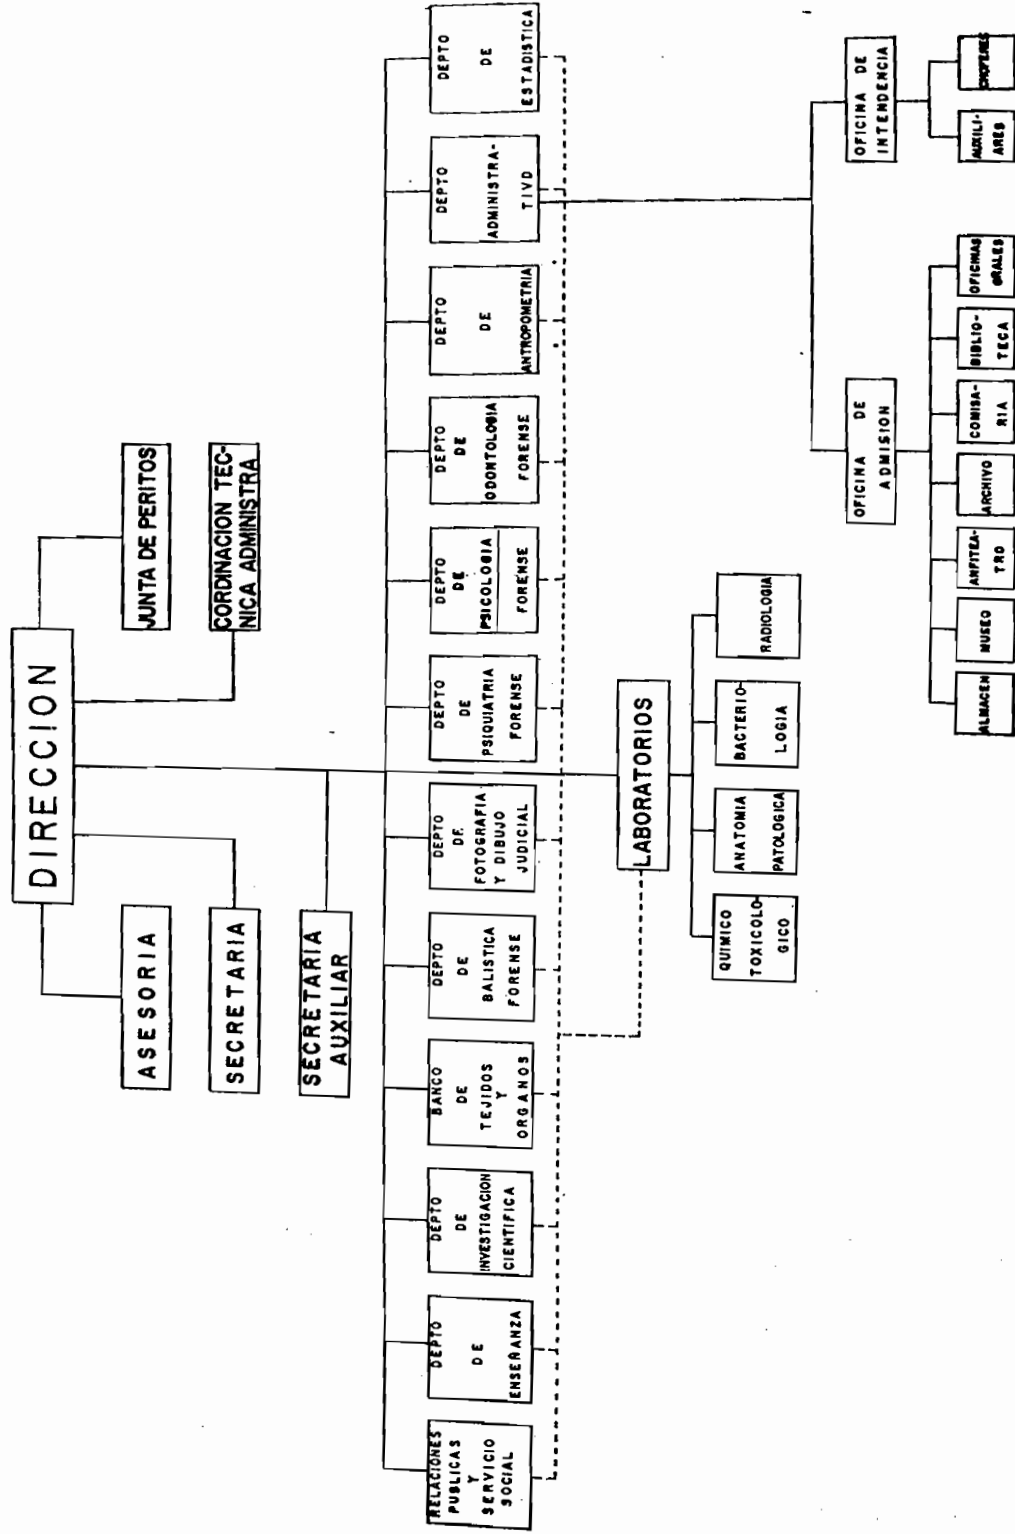 DIRECCION
ASESORIA
JUNTA DE PERITOS
SECRETARIA
CORDINACION TEC-
NICA ADMINISTRA
SECRETARIA
AUXILIAR
RELACIONES
PUBLICAS
Y
SERVICIO
SOCIAL
DEPTO
DE
ENSEÑANZA
DEPTO
DE
INVESTIGACION
CIENTIFICA
BANCO
DE
TEJIDOS
Y
ORGANOS
DEPTO
DE
BALISTICA
FORENSE
DEPTO
DE
FOTOGRAFIA
Y DIBUJO
JUDICIAL
DEPTO
DE
PSIQUIATRIA
FORENSE
DEPTO
DE
PSICOLOGIA
FORENSE
DEPTO
DE
ODONTOLOGIA
FORENSE
DEPTO
DE
ANTROPOMETRIA
DEPTO
ADMINISTRA-
TIVO
DEPTO
DE
ESTADISTICA
LABORATORIOS
QUIMICO
TOXICOLO-
GICO
ANATOMIA
PATOLOGICA
BACTERIO-
LOGIA
RADIOLOGIA
OFICINA DE
ADMISION
OFICINA DE
INTENDENCIA
ALMACEN
MUSEO
ANFITEA-
TRO
ARCHIVO
COMISA-
RIA
BIBLIO-
TECA
OFICINAS
GRALES
AUXILI-
ARES
CHOFERES